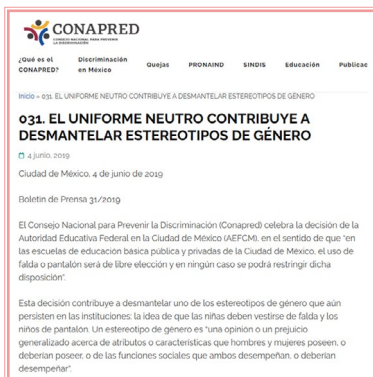 CONAPRED
CONSEJO NACIONAL PARA PREVENIR
LA DISCRIMINACIÓN
¿Qué es el CONAPRED?
Discriminación en México
Quejas
PRONAIND
SINDIS
Educación
Publicac
Inicio » 031. EL UNIFORME NEUTRO CONTRIBUYE A DESMANTELAR ESTEREOTIPOS DE GÉNERO
031. EL UNIFORME NEUTRO CONTRIBUYE A
DESMANTELAR ESTEREOTIPOS DE GÉNERO
4 junio, 2019
Ciudad de México, 4 de junio de 2019
Boletín de Prensa 31/2019
El Consejo Nacional para Prevenir la Discriminación (Conapred) celebra la decisión de la
Autoridad Educativa Federal en la Ciudad de México (AEFCM), en el sentido de que "en
las escuelas de educación básica pública y privadas de la Ciudad de México, el uso de
falda o pantalón será de libre elección y en ningún caso se podrá restringir dicha
disposición".
Esta decisión contribuye a desmantelar uno de los estereotipos de género que aún
persisten en las instituciones: la idea de que las niñas deben vestirse de falda y los
niños de pantalón. Un estereotipo de género es "una opinión o un prejuicio
generalizado acerca de atributos o características que hombres y mujeres poseen, o
deberían poseer, o de las funciones sociales que ambos desempeñan, o deberían
desempeñar".